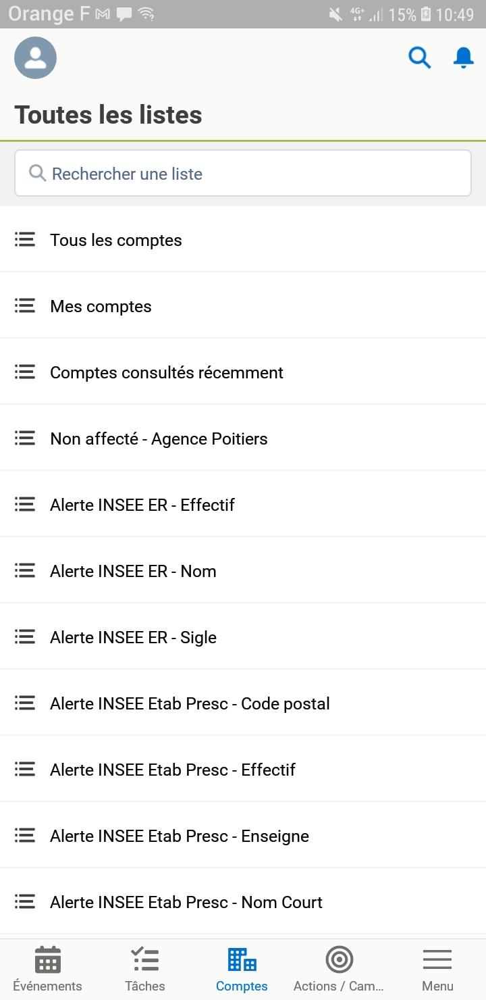 Orange F 4G+ 15% 10:49
Toutes les listes
Rechercher une liste
Tous les comptes
Mes comptes
Comptes consultés récemment
Non affecté - Agence Poitiers
Alerte INSEE ER - Effectif
Alerte INSEE ER - Nom
Alerte INSEE ER - Sigle
Alerte INSEE Etab Presc - Code postal
Alerte INSEE Etab Presc - Effectif
Alerte INSEE Etab Presc - Enseigne
Alerte INSEE Etab Presc - Nom Court
Événements Tâches Comptes Actions / Cam... Menu